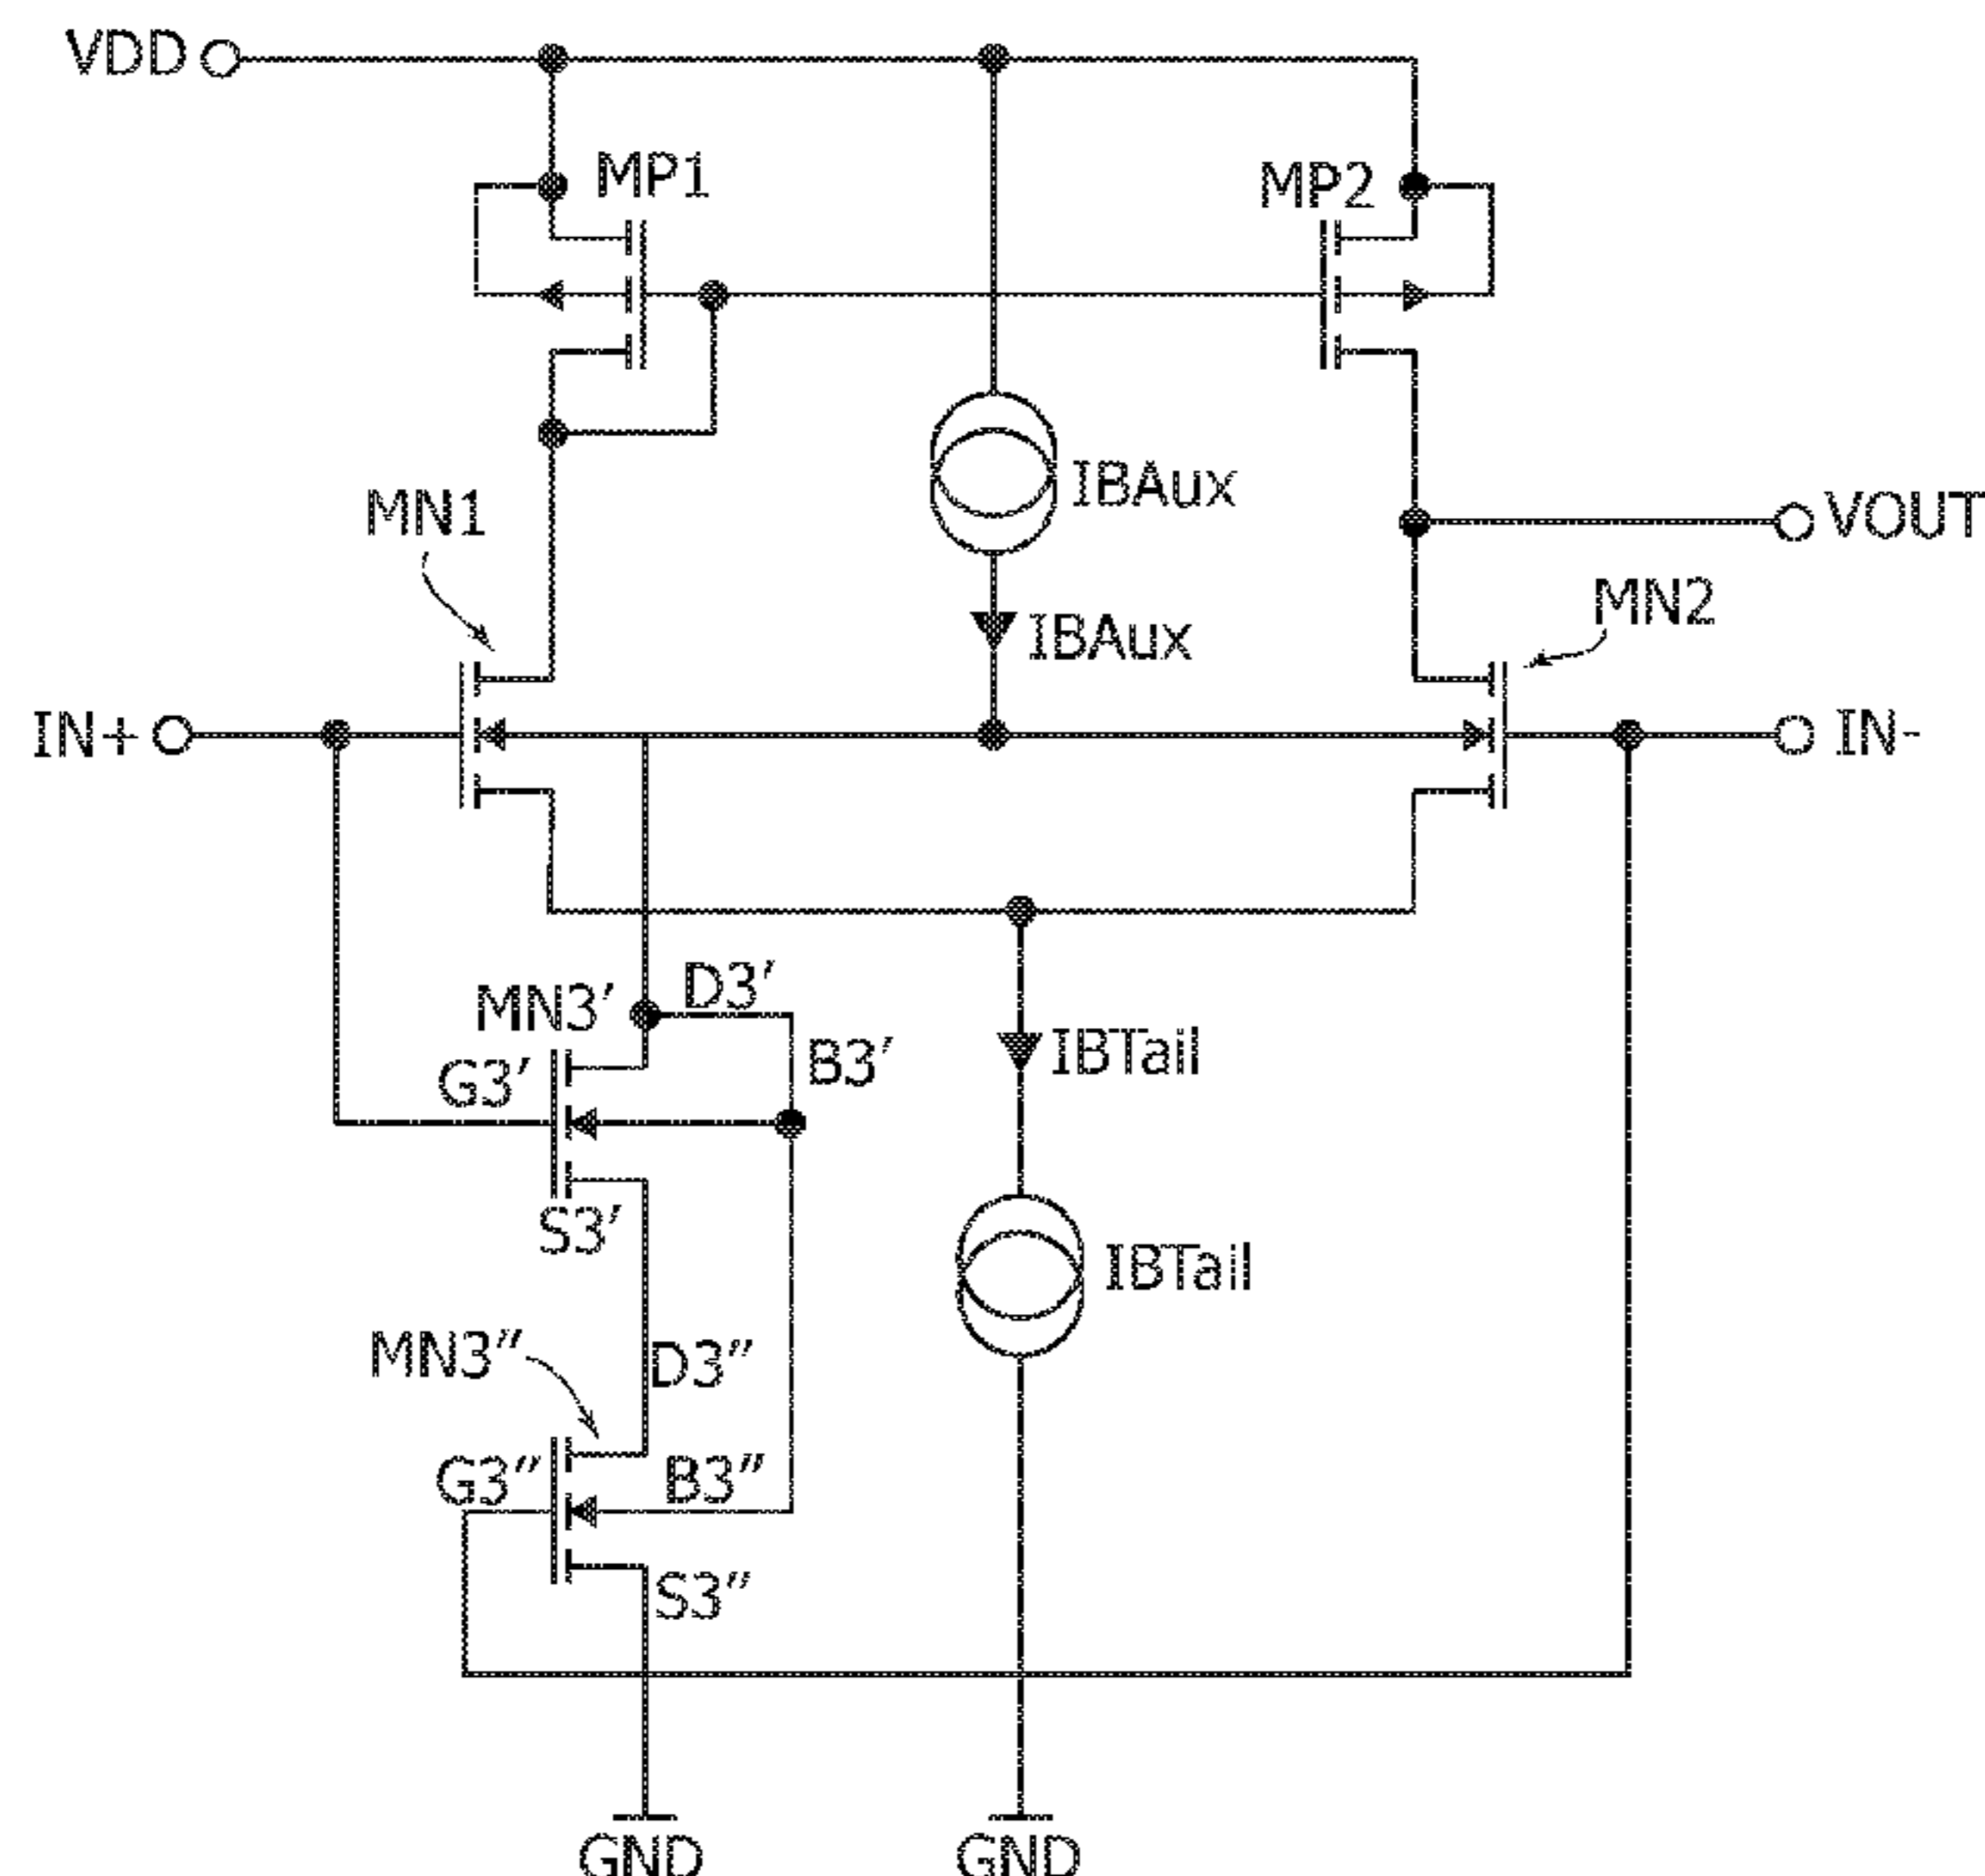 VDD
MP1
MP2
IBAux
MN1
VOUT
MN2
IBAux
IN+
IN-
D3′
MN3′
B3′
IBTail
G3′
S3′
IBTail
MN3″
D3″
G3″
B3″
S3″
GND
GND